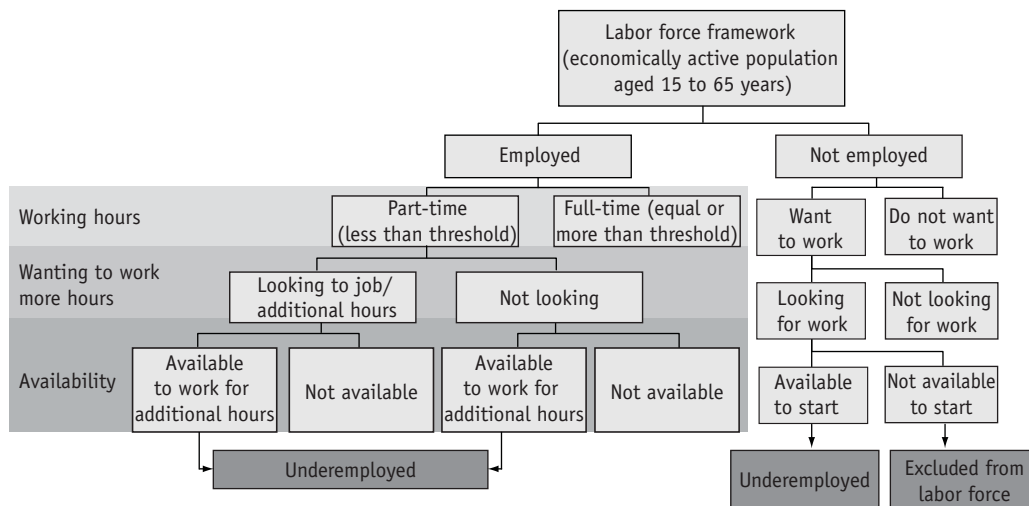 Labor force framework
(economically active population
aged 15 to 65 years)
Employed
Not employed
Working hours
Part-time
(less than threshold)
Full-time (equal or
more than threshold)
Want
to work
Do not want
to work
Wanting to work
more hours
Looking to job/
additional hours
Not looking
Looking
for work
Not looking
for work
Availability
Available
to work for
additional hours
Not available
Available
to work for
additional hours
Not available
Available
to start
Not available
to start
Underemployed
Underemployed
Excluded from
labor force